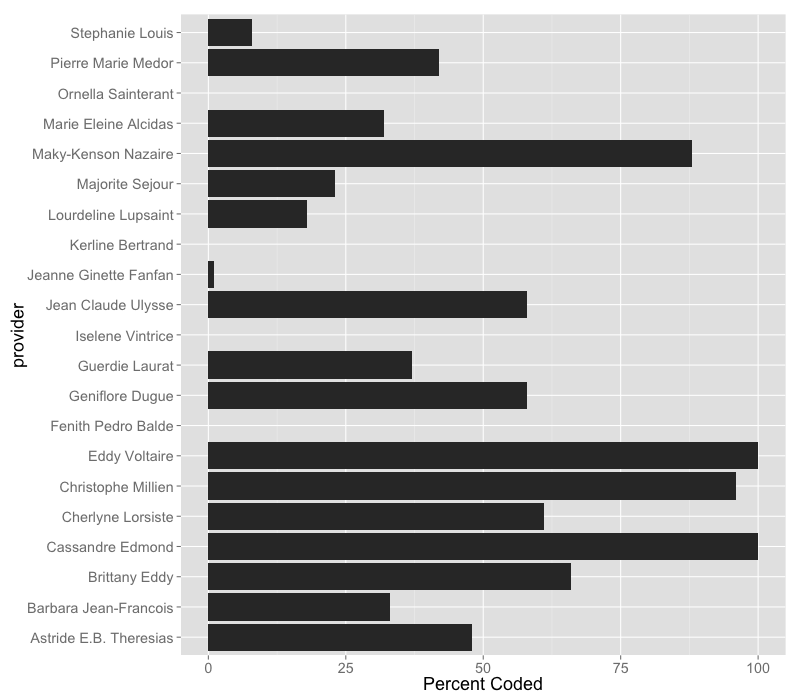 Stephanie Louis
Pierre Marie Medor
Ornella Sainterant
Marie Eleine Alcidas
Maky-Kenson Nazaire
Majorite Sejour
Lourdeline Lupsaint
Kerline Bertrand
Jeanne Ginette Fanfan
Jean Claude Ulysse
Iselene Vintrice
Guerdie Laurat
Geniflore Dugue
Fenith Pedro Balde
Eddy Voltaire
Christophe Millien
Cherlyne Lorsiste
Cassandre Edmond
Brittany Eddy
Barbara Jean-Francois
Astride E.B. Theresias
provider
0 25 50 75 100
Percent Coded